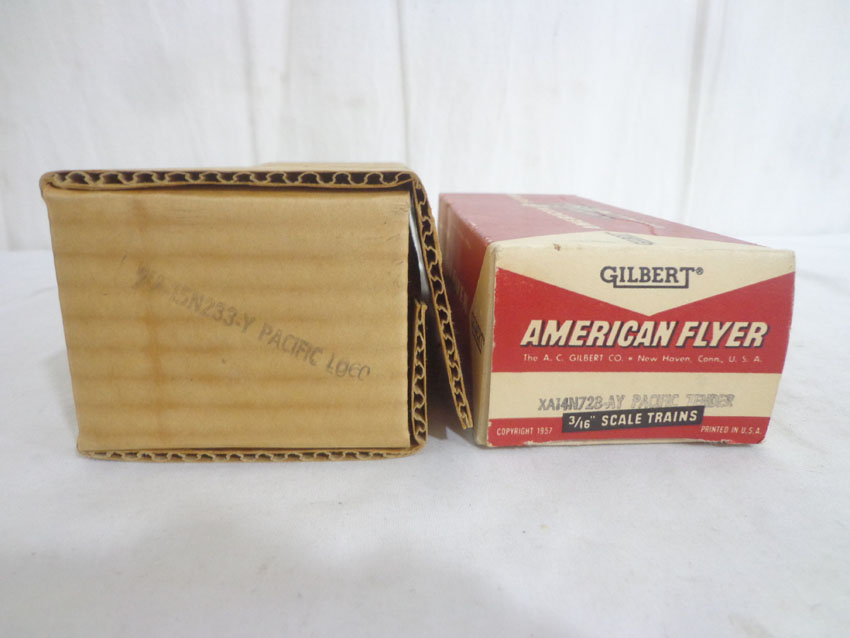 15N233-Y PACIFIC LOCO
GILBERT®
AMERICAN FLYER
The A. C. GILBERT CO. • New Haven, Conn., U. S. A.
XA14N728-AY PACIFIC TENDER
3/16" SCALE TRAINS
COPYRIGHT 1957
PRINTED IN U.S.A.